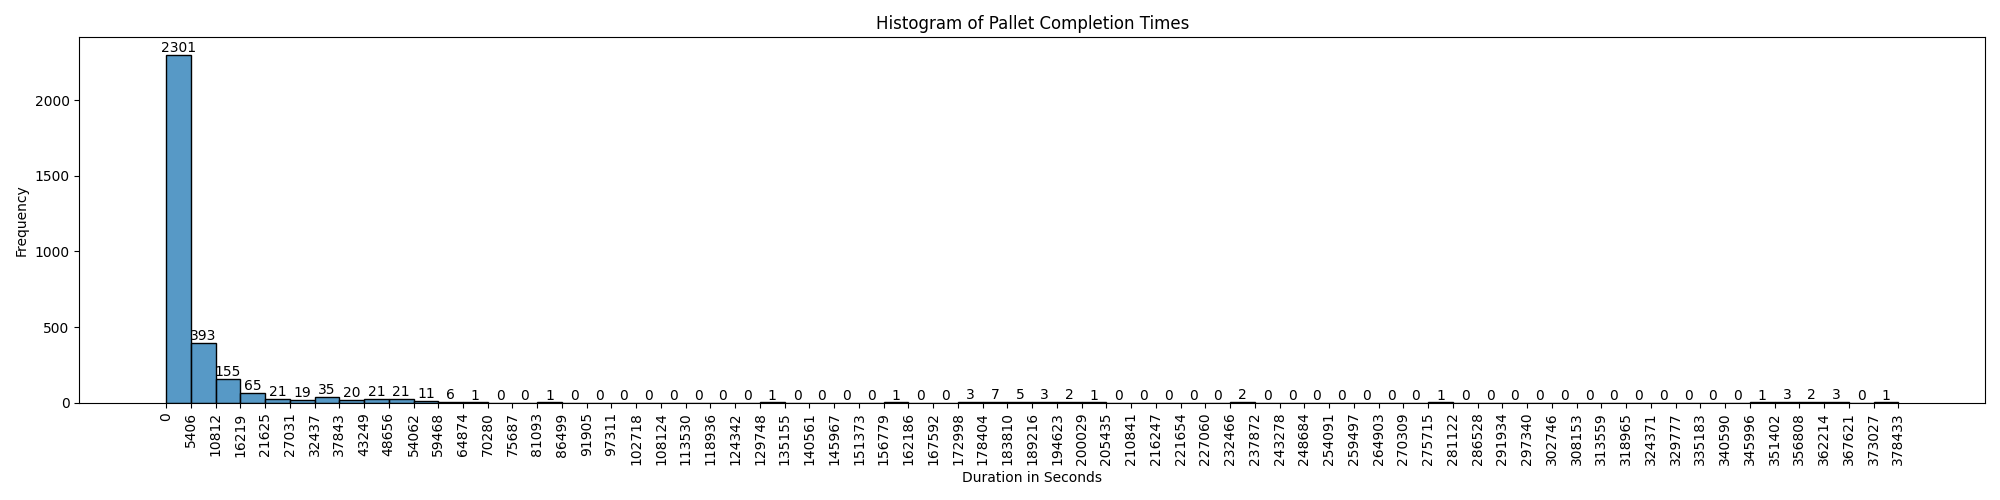 Histogram of Pallet Completion Times
Frequency
2000
1500
1000
500
0
2301
393
155
65
21 19 35 20 21 21 11 6 1 0 0 1 0 0 0 0 0 0 0 0 1 0 0 0 0 1 0 0 3 7 5 3 2 1 0 0 0 0 0 2 0 0 0 0 0 0 0 1 0 0 0 0 0 0 0 0 0 0 0 0 1 3 2 3 0 1
0 5406 10812 16219 21625 27031 32437 37843 43249 48656 54062 59468 64874 70280 75687 81093 86499 91905 97311 102718 108124 113530 118936 124342 129748 135155 140561 145967 151373 156779 162186 167592 172998 178404 183810 189216 194623 200029 205435 210841 216247 221654 227060 232466 237872 243278 248684 254091 259497 264903 270309 275715 281122 286528 291934 297340 302746 308153 313559 318965 324371 329777 335183 340590 345996 351402 356808 362214 367621 373027 378433
Duration in Seconds